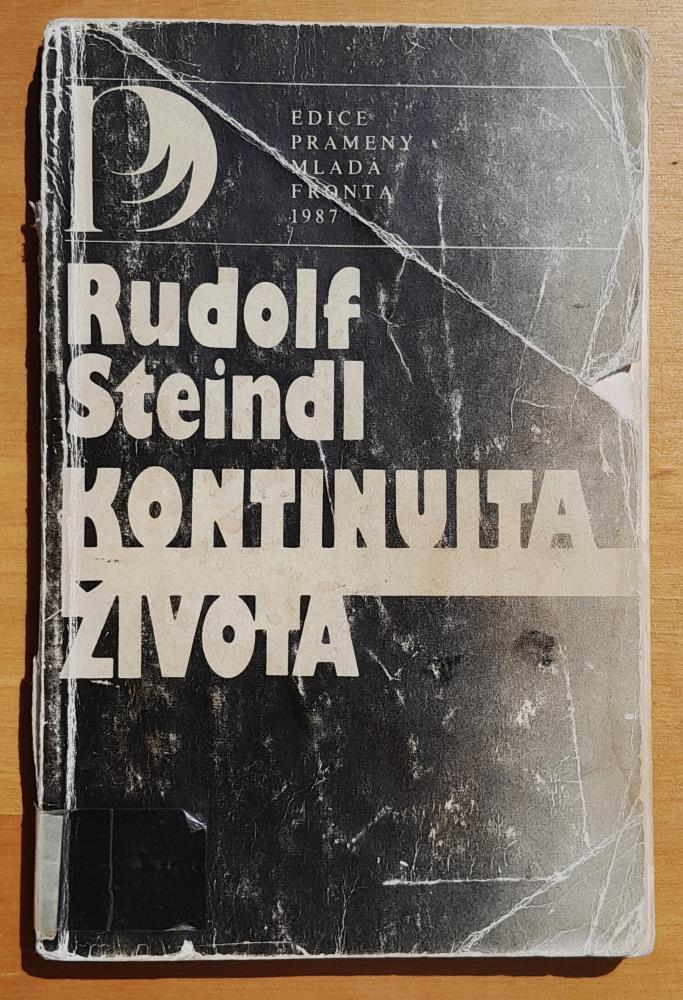 EDICE
PRAMENY
MLADÁ
FRONTA
1987
Rudolf
Steindl
KONTINUITA
ŽIVOTA